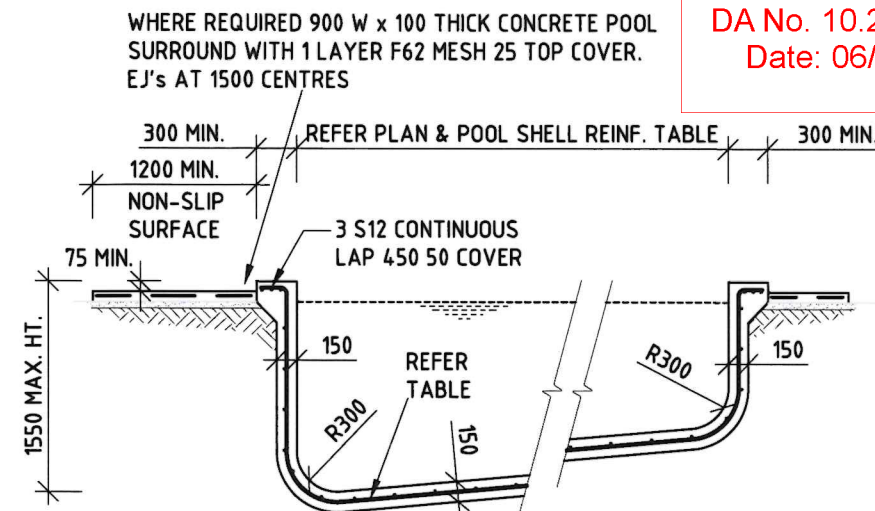 WHERE REQUIRED 900 W x 100 THICK CONCRETE POOL
SURROUND WITH 1 LAYER F62 MESH 25 TOP COVER.
EJ's AT 1500 CENTRES
DA No. 10.2
Date: 06/
300 MIN.
REFER PLAN & POOL SHELL REINF. TABLE
300 MIN.
1200 MIN.
NON-SLIP
SURFACE
3 S12 CONTINUOUS
LAP 450 50 COVER
75 MIN.
1550 MAX. HT.
150
REFER
TABLE
R300
150
R300
150